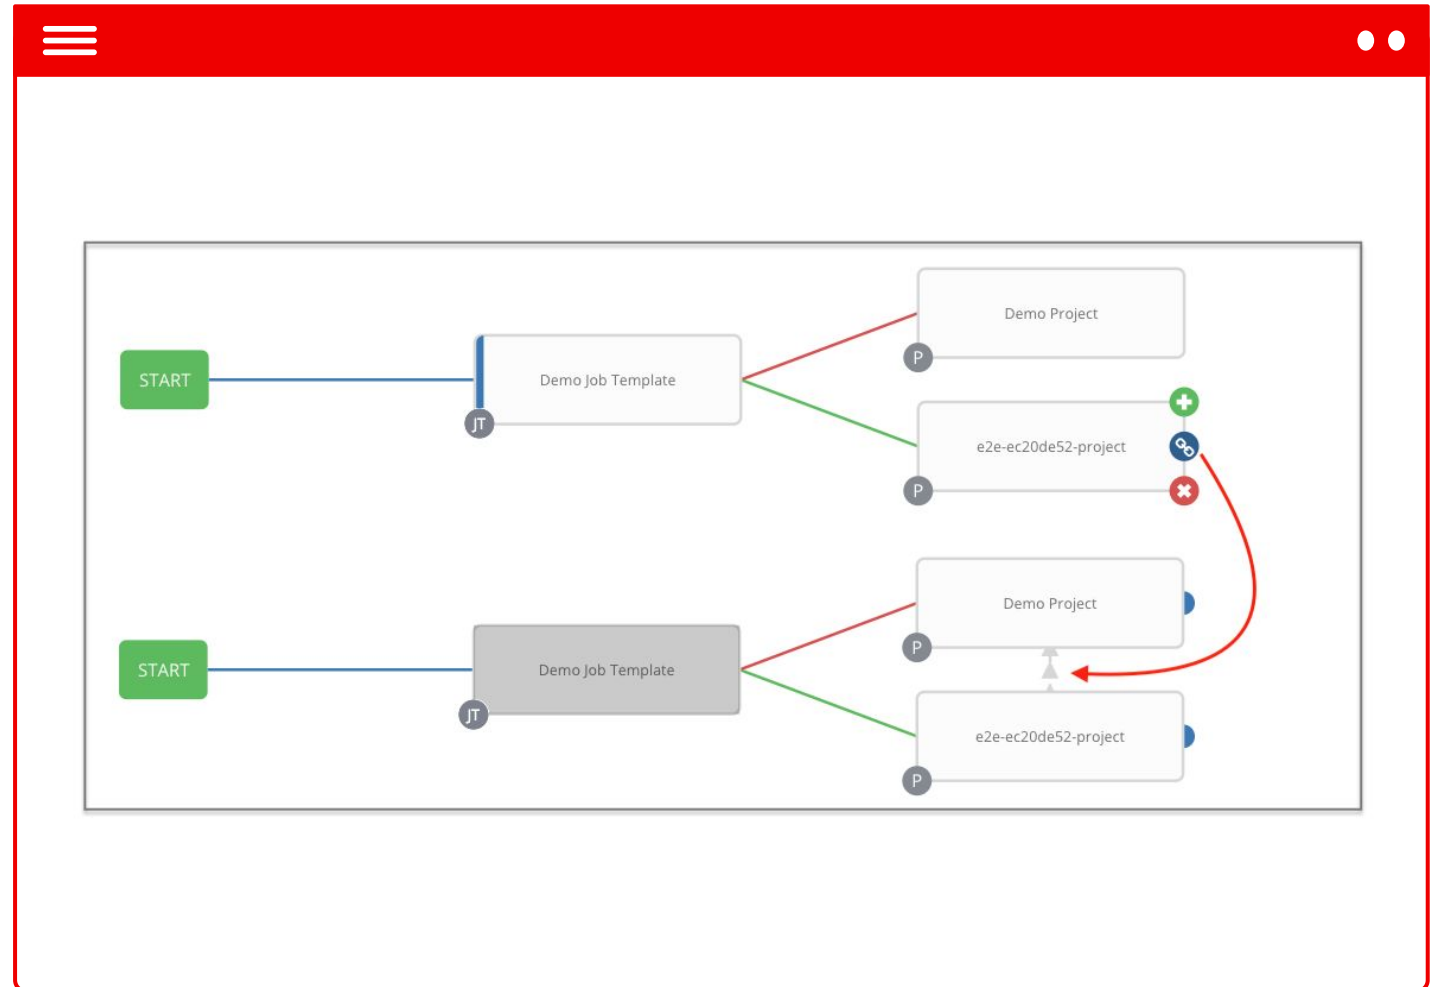 Demo Project
START
Demo Job Template
P
JT
e2e-ec20de52-project
P
Demo Project
START
Demo Job Template
P
JT
e2e-ec20de52-project
P